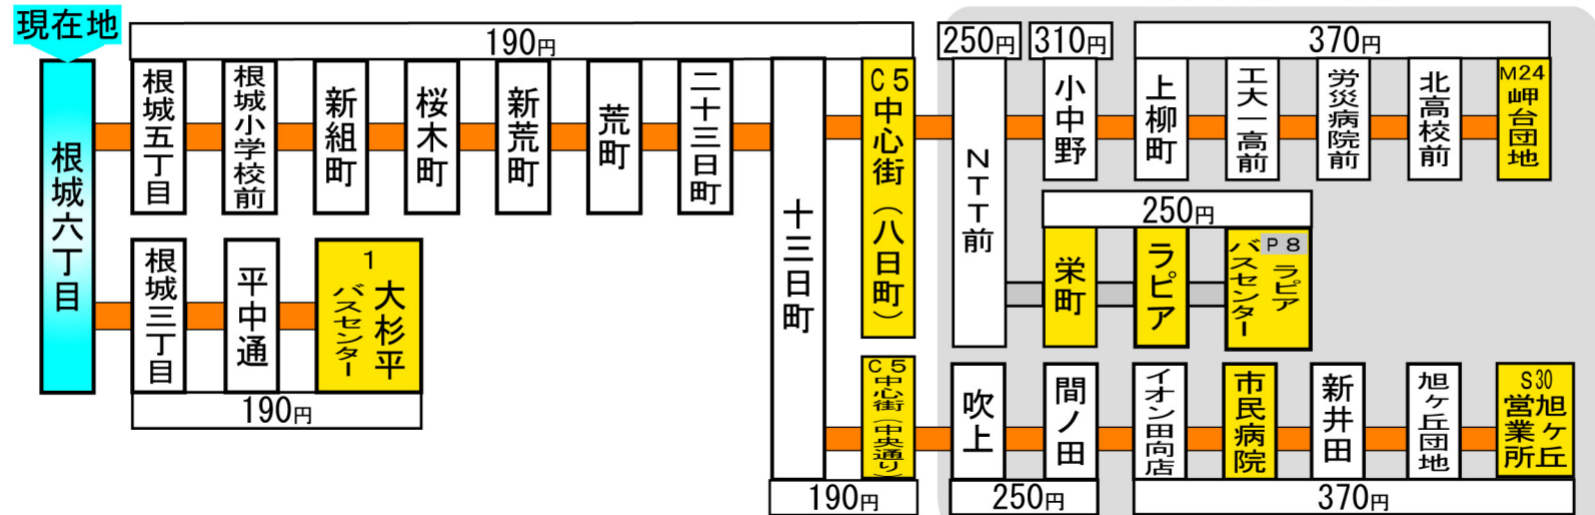 現在地
根城六丁目
190円
根城五丁目
根城小学校前
新組町
桜木町
新荒町
荒町
二十三日町
十三日町
C5
中心街（八日町）
250円
NTT前
310円
小中野
370円
上柳町
工大一高前
労災病院前
北高校前
M24
岬台団地
250円
栄町
ラピア
P8
ラピア
バスセンター
根城三丁目
平中通
1
大杉平
バスセンター
190円
C5
中心街（中央通り）
190円
吹上
間ノ田
250円
イオン田向店
市民病院
新井田
旭ヶ丘団地
S30
旭ヶ丘
営業所
370円